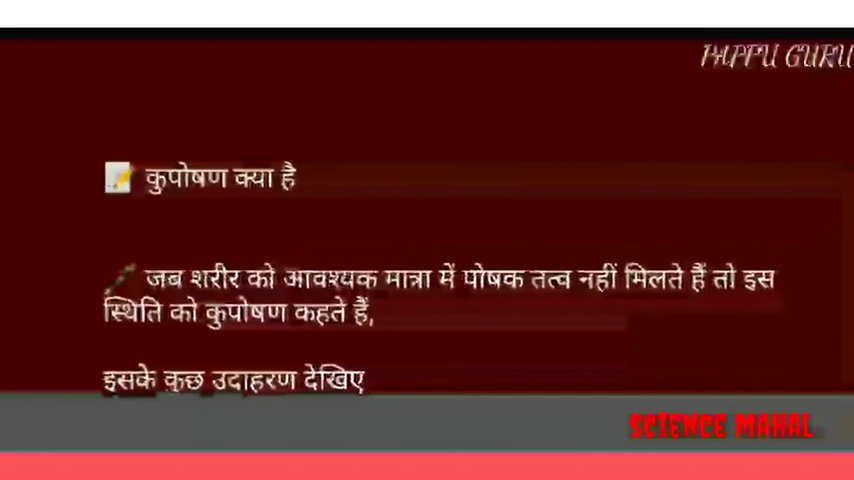 PAPPU GURU
📝 कुपोषण क्या है
जब शरीर को आवश्यक मात्रा में पोषक तत्व नहीं मिलते हैं तो इस
स्थिति को कुपोषण कहते हैं,
इसके कुछ उदाहरण देखिए
SCIENCE MAHAL